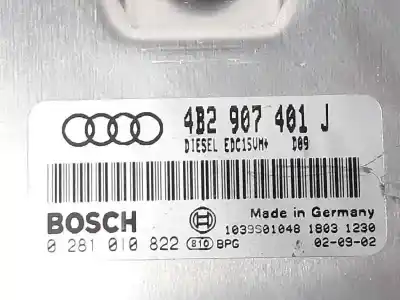 4B2 907 401 J
DIESEL EDC15VM+ D09
BOSCH
Made in Germany
1039S01048 1803 1230
0 281 010 822 810 BPG 02-09-02